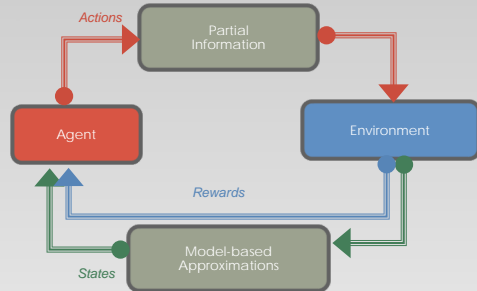 Actions
Partial
Information
Agent
Environment
Rewards
Model-based
Approximations
States